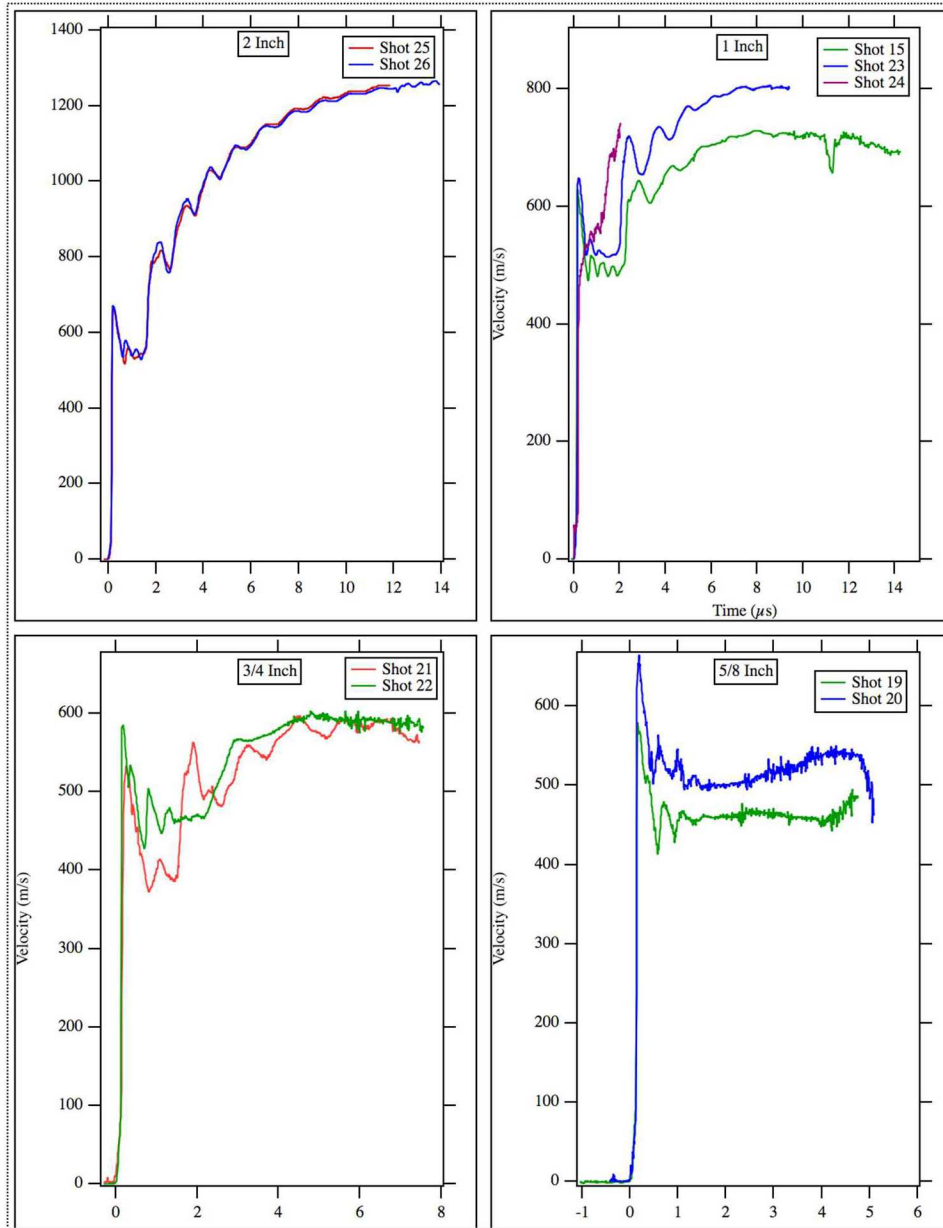 2 Inch
Shot 25
Shot 26
1400
1200
1000
800
600
400
200
0
0 2 4 6 8 10 12 14
1 Inch
Shot 15
Shot 23
Shot 24
Velocity (m/s)
800
600
400
200
0
0 2 4 6 8 10 12 14
Time (µs)
3/4 Inch
Shot 21
Shot 22
Velocity (m/s)
600
500
400
300
200
100
0
0 2 4 6 8
5/8 Inch
Shot 19
Shot 20
Velocity (m/s)
600
500
400
300
200
100
0
-1 0 1 2 3 4 5 6